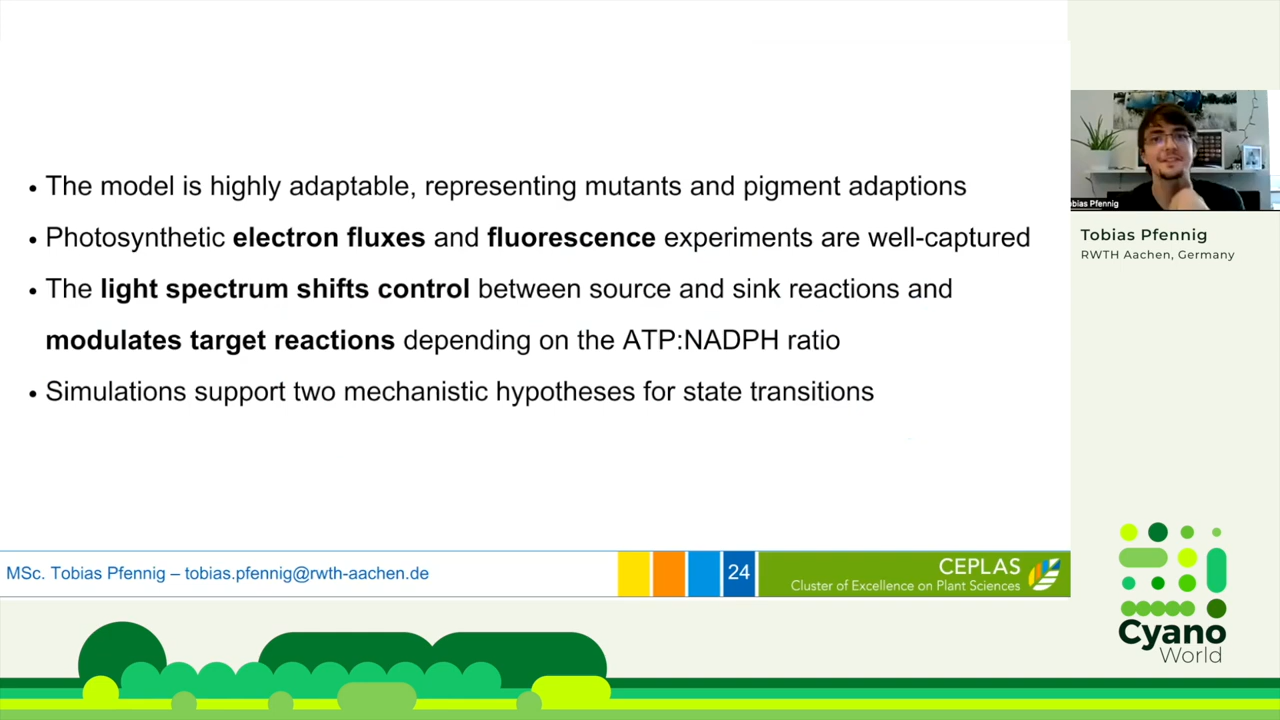 • The model is highly adaptable, representing mutants and pigment adaptions
• Photosynthetic electron fluxes and fluorescence experiments are well-captured
• The light spectrum shifts control between source and sink reactions and
modulates target reactions depending on the ATP:NADPH ratio
• Simulations support two mechanistic hypotheses for state transitions
MSc. Tobias Pfennig – tobias.pfennig@rwth-aachen.de
24
CEPLAS
Cluster of Excellence on Plant Sciences
obias Pfennig
Tobias Pfennig
RWTH Aachen, Germany
Cyano
World